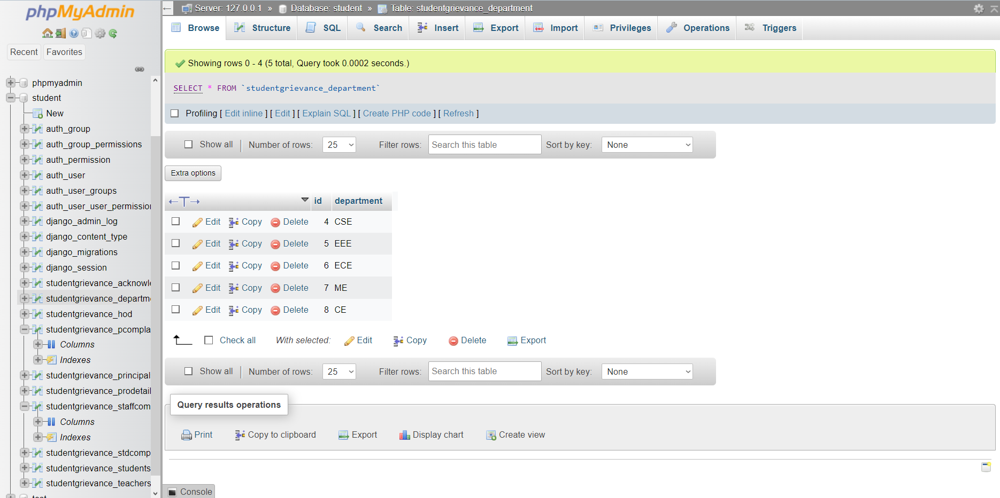 phpMyAdmin
Recent Favorites
phpmyadmin
student
New
auth_group
auth_group_permissions
auth_permission
auth_user
auth_user_groups
auth_user_user_permission
django_admin_log
django_content_type
django_migrations
django_session
studentgrievance_acknowle
studentgrievance_departme
studentgrievance_hod
studentgrievance_pcompla
Columns
Indexes
studentgrievance_principal
studentgrievance_prodetail
studentgrievance_staffcom
Columns
Indexes
studentgrievance_stdcomp
studentgrievance_students
studentgrievance_teachers
test
Server: 127.0.0.1 » Database: student » Table: studentgrievance_department
Browse Structure SQL Search Insert Export Import Privileges Operations Triggers
Showing rows 0 - 4 (5 total, Query took 0.0002 seconds.)
SELECT * FROM `studentgrievance_department`
Profiling [ Edit inline ] [ Edit ] [ Explain SQL ] [ Create PHP code ] [ Refresh ]
Show all Number of rows: 25 Filter rows: Search this table Sort by key: None
Extra options
←T→ id department
Edit Copy Delete 4 CSE
Edit Copy Delete 5 EEE
Edit Copy Delete 6 ECE
Edit Copy Delete 7 ME
Edit Copy Delete 8 CE
Check all With selected: Edit Copy Delete Export
Show all Number of rows: 25 Filter rows: Search this table Sort by key: None
Query results operations
Print Copy to clipboard Export Display chart Create view
Console